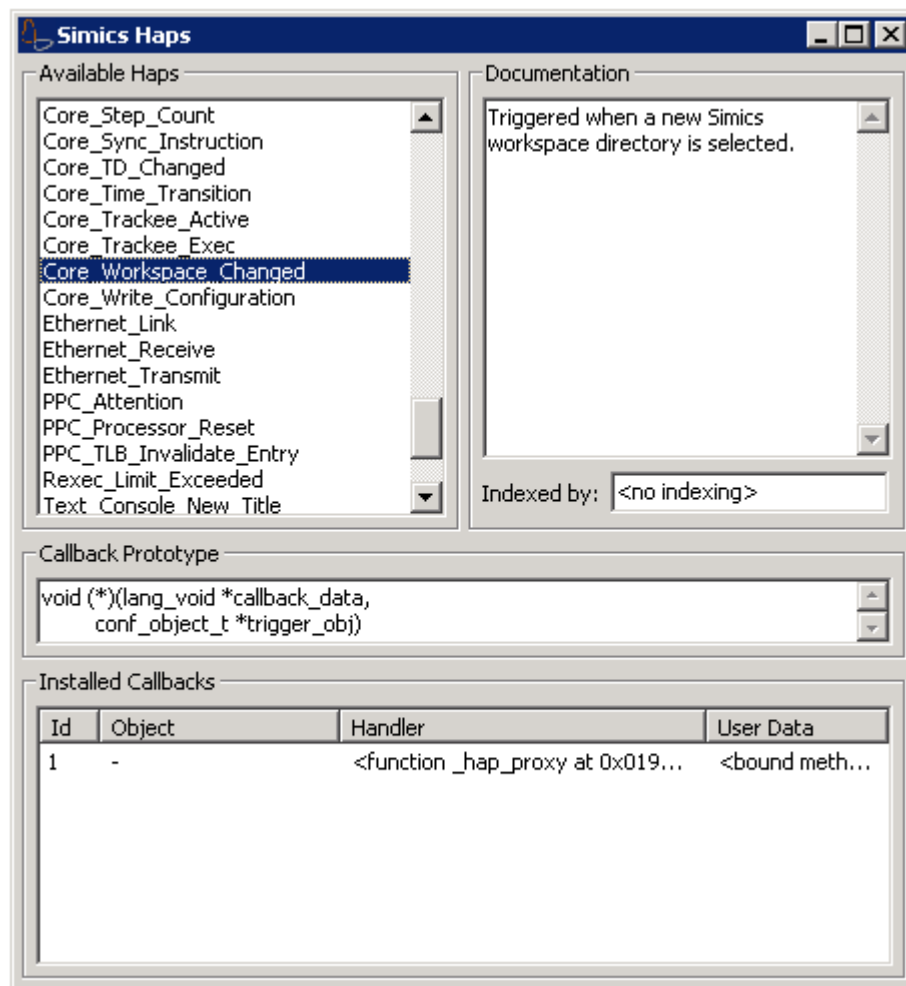 Simics Haps
Available Haps
Core_Step_Count
Core_Sync_Instruction
Core_TD_Changed
Core_Time_Transition
Core_Trackee_Active
Core_Trackee_Exec
Core_Workspace_Changed
Core_Write_Configuration
Ethernet_Link
Ethernet_Receive
Ethernet_Transmit
PPC_Attention
PPC_Processor_Reset
PPC_TLB_Invalidate_Entry
Rexec_Limit_Exceeded
Text_Console_New_Title
Documentation
Triggered when a new Simics
workspace directory is selected.
Indexed by: <no indexing>
Callback Prototype
void (*)(lang_void *callback_data,
conf_object_t *trigger_obj)
Installed Callbacks
Id Object Handler User Data
1 - <function _hap_proxy at 0x019... <bound meth...